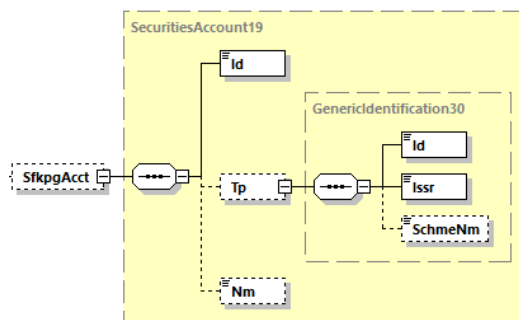 SecuritiesAccount19
Id
GenericIdentification30
Id
SfkpgAcct
Tp
Issr
SchmeNm
Nm